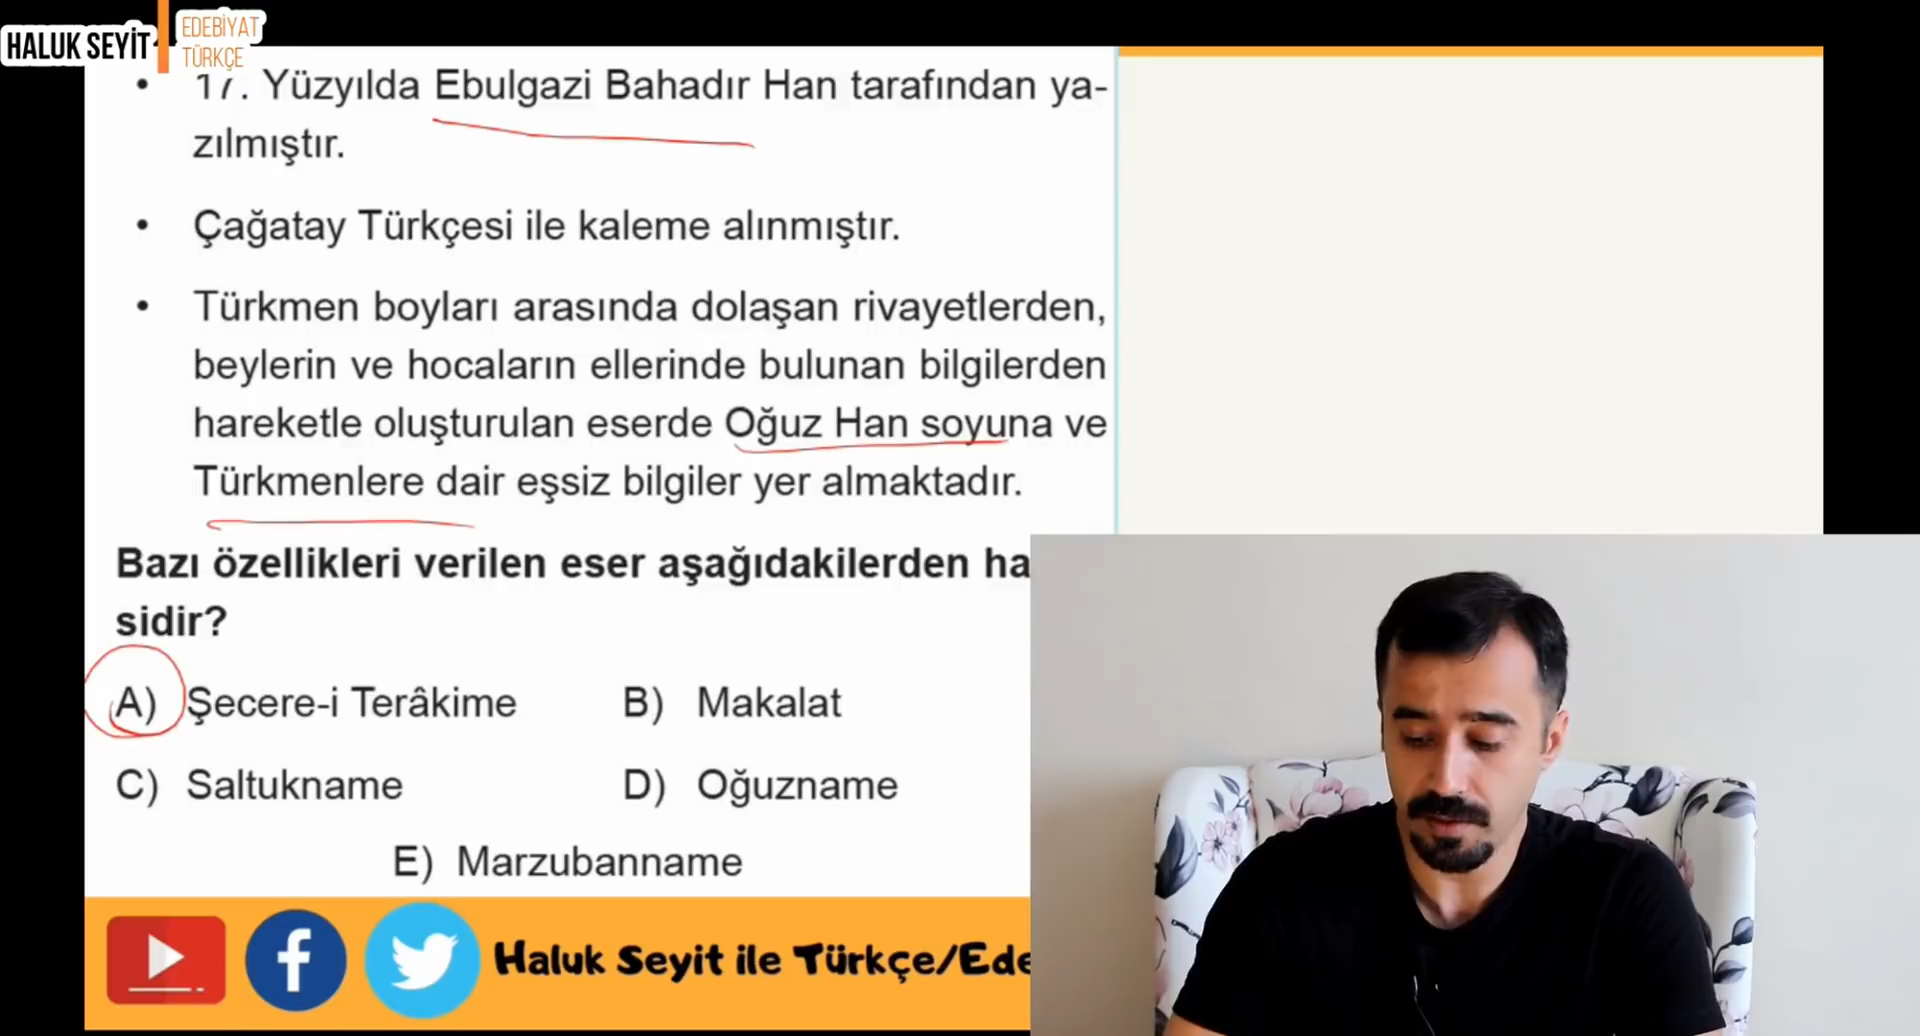 HALUK SEYİT
EDEBİYAT
TÜRKÇE
• 17. Yüzyılda Ebulgazi Bahadır Han tarafından ya-
zılmıştır.
• Çağatay Türkçesi ile kaleme alınmıştır.
• Türkmen boyları arasında dolaşan rivayetlerden,
beylerin ve hocaların ellerinde bulunan bilgilerden
hareketle oluşturulan eserde Oğuz Han soyuna ve
Türkmenlere dair eşsiz bilgiler yer almaktadır.
Bazı özellikleri verilen eser aşağıdakilerden ha
sidir?
A) Şecere-i Terâkime B) Makalat
C) Saltukname D) Oğuzname
E) Marzubanname
Haluk Seyit ile Türkçe/Ede